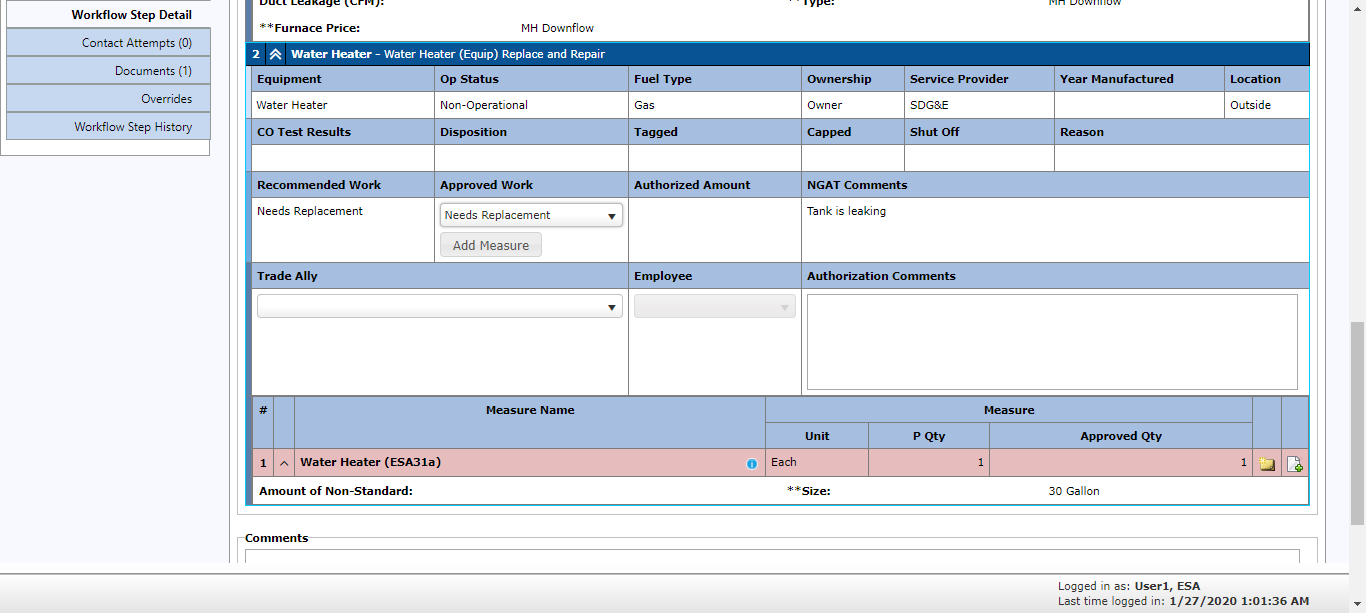 Workflow Step Detail
Contact Attempts (0)
Documents (1)
Overrides
Workflow Step History
Duct Leakage (CFM): **Type: MH Downflow
**Furnace Price: MH Downflow
2 Water Heater - Water Heater (Equip) Replace and Repair
Equipment Op Status Fuel Type Ownership Service Provider Year Manufactured Location
Water Heater Non-Operational Gas Owner SDG&E Outside
CO Test Results Disposition Tagged Capped Shut Off Reason
Recommended Work Approved Work Authorized Amount NGAT Comments
Needs Replacement Needs Replacement Tank is leaking
Add Measure
Trade Ally Employee Authorization Comments
# Measure Name Measure
Unit P Qty Approved Qty
1 Water Heater (ESA31a) Each 1 1
Amount of Non-Standard: **Size: 30 Gallon
Comments
Logged in as: User1, ESA
Last time logged in: 1/27/2020 1:01:36 AM